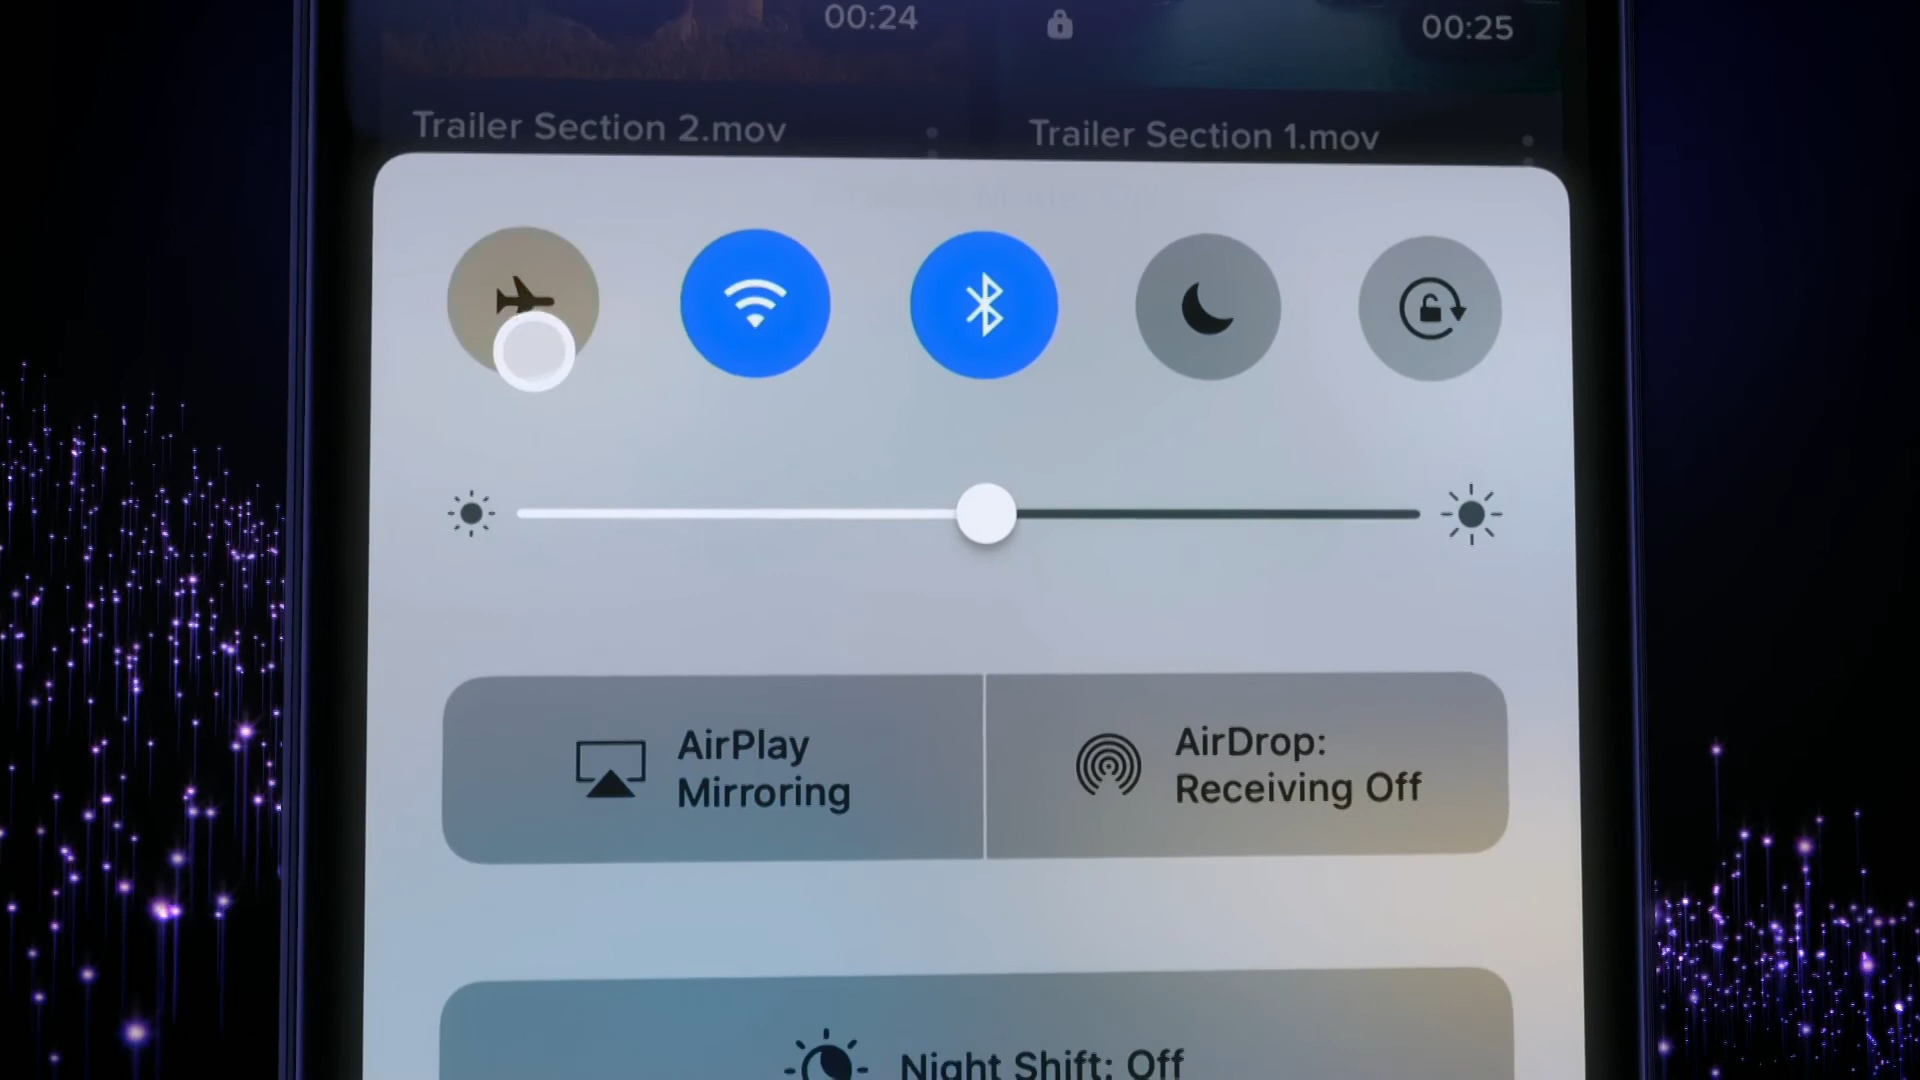 00:24
00:25
Trailer Section 2.mov
Trailer Section 1.mov
AirPlay
Mirroring
AirDrop:
Receiving Off
Night Shift: Off